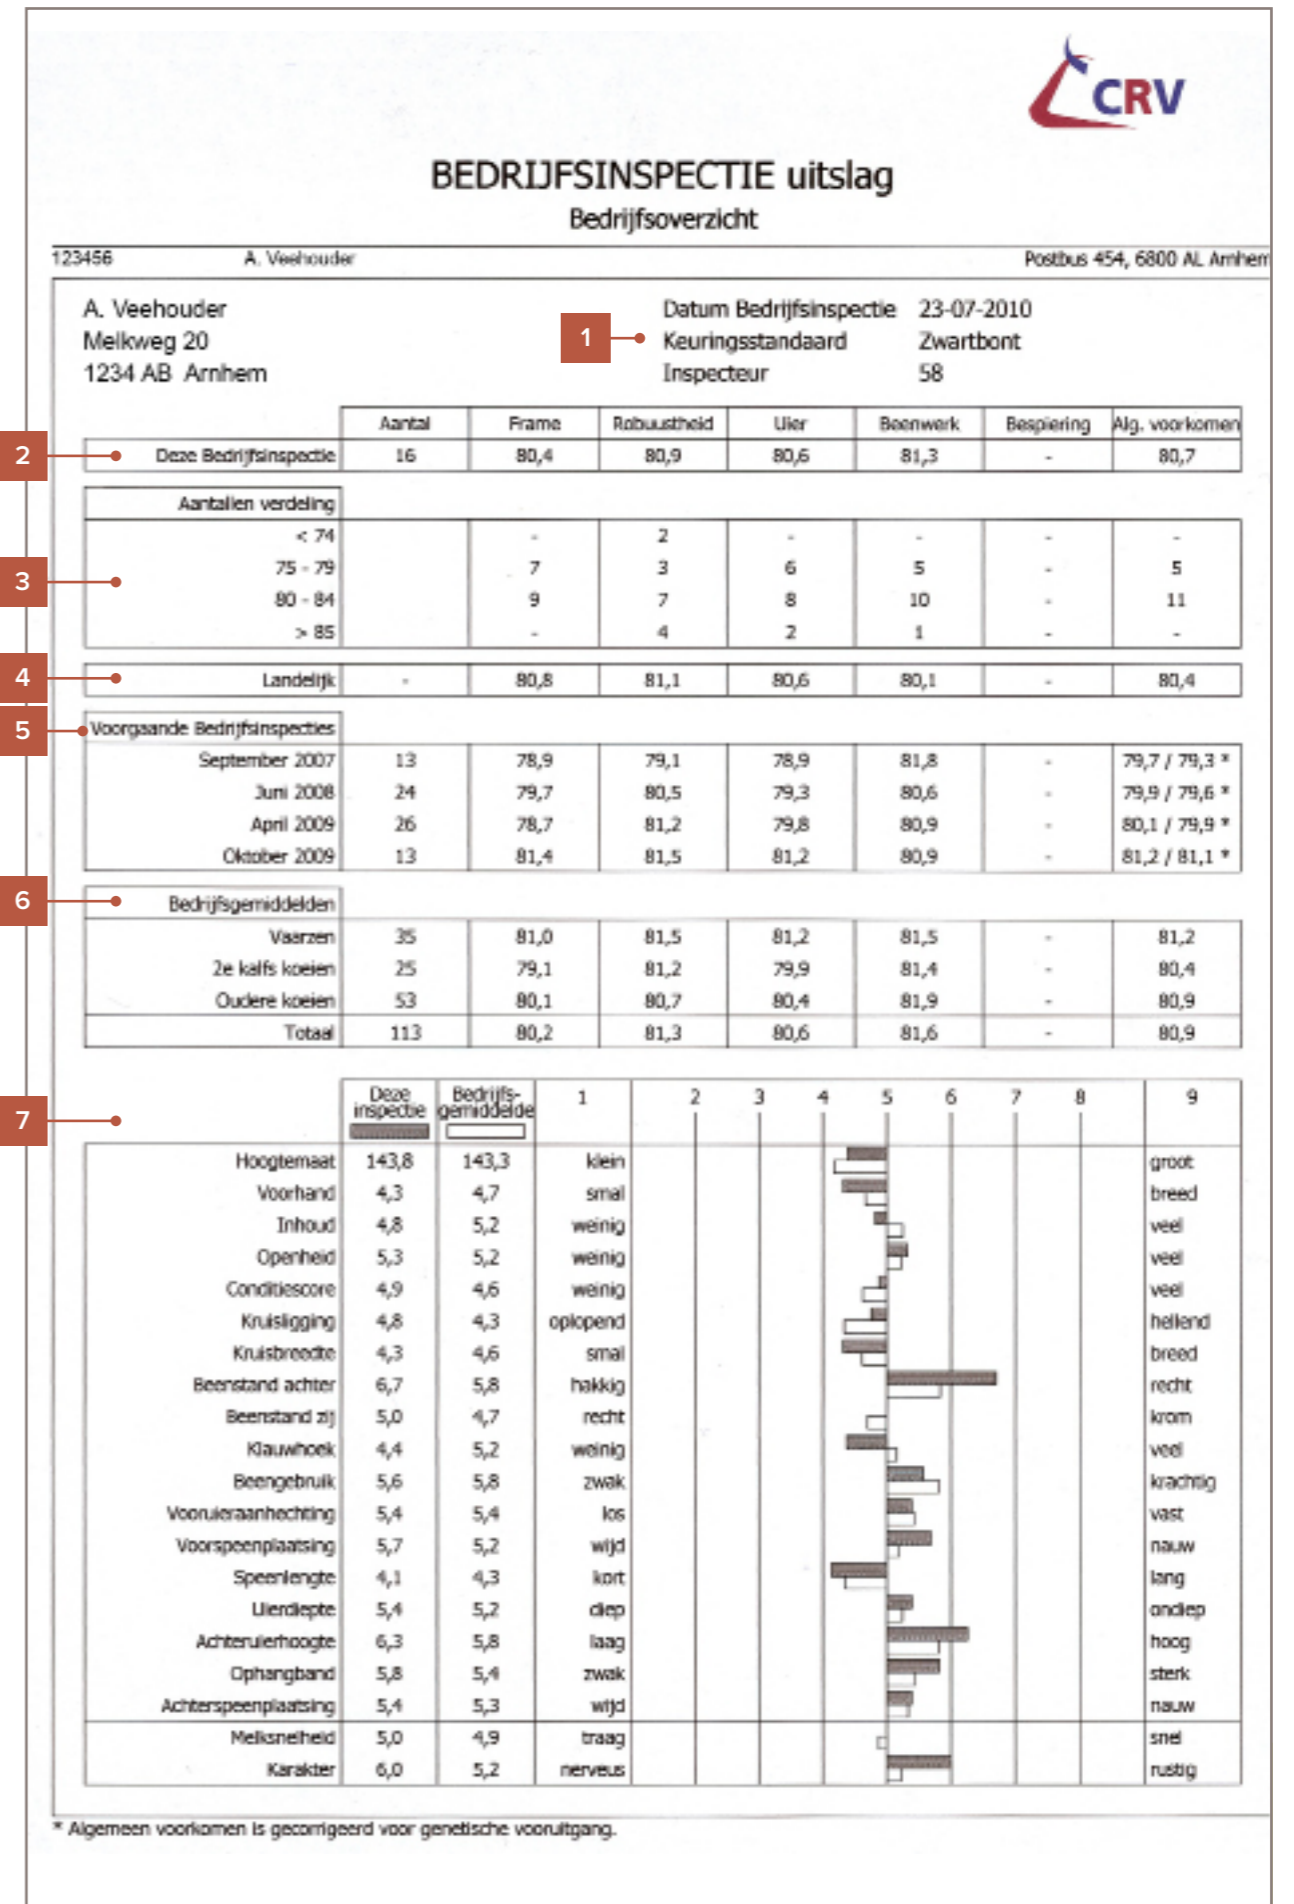 CRV
BEDRIJFSINSPECTIE uitslag
Bedrijfsoverzicht
123456 A. Veehouder Postbus 454, 6800 AL Arnhem
A. Veehouder Datum Bedrijfsinspectie 23-07-2010
Melkweg 20 1 Keuringsstandaard Zwartbont
1234 AB Arnhem Inspecteur 58
Aantal Frame Robuustheid Uier Beenwerk Bespiering Alg. voorkomen
2 Deze Bedrijfsinspectie 16 80,4 80,9 80,6 81,3 - 80,7
Aantallen verdeling
< 74 - 2 - - - -
3 75 - 79 7 3 6 5 - 5
80 - 84 9 7 8 10 - 11
> 85 - 4 2 1 - -
4 Landelijk - 80,8 81,1 80,6 80,1 - 80,4
5 Voorgaande Bedrijfsinspecties
September 2007 13 78,9 79,1 78,9 81,8 - 79,7 / 79,3 *
Juni 2008 24 79,7 80,5 79,3 80,6 - 79,9 / 79,6 *
April 2009 26 78,7 81,2 79,8 80,9 - 80,1 / 79,9 *
Oktober 2009 13 81,4 81,5 81,2 80,9 - 81,2 / 81,1 *
6 Bedrijfsgemiddelden
Vaarzen 35 81,0 81,5 81,2 81,5 - 81,2
2e kalfs koeien 25 79,1 81,2 79,9 81,4 - 80,4
Oudere koeien 53 80,1 80,7 80,4 81,9 - 80,9
Totaal 113 80,2 81,3 80,6 81,6 - 80,9
7 Deze inspectie Bedrijfs-gemiddelde 1 2 3 4 5 6 7 8 9
Hoogtemaat 143,8 143,3 klein groot
Voorhand 4,3 4,7 smal breed
Inhoud 4,8 5,2 weinig veel
Openheid 5,3 5,2 weinig veel
Conditiescore 4,9 4,6 weinig veel
Kruisligging 4,8 4,3 oplopend hellend
Kruisbreedte 4,3 4,6 smal breed
Beenstand achter 6,7 5,8 hakkig recht
Beenstand zij 5,0 4,7 recht krom
Klauwhoek 4,4 5,2 weinig veel
Beengebruik 5,6 5,8 zwak krachtig
Vooruieraanhechting 5,4 5,4 los vast
Voorspeenplaatsing 5,7 5,2 wijd nauw
Speenlengte 4,1 4,3 kort lang
Uierdiepte 5,4 5,2 diep ondiep
Achteruierhoogte 6,3 5,8 laag hoog
Ophangband 5,8 5,4 zwak sterk
Achterspeenplaatsing 5,4 5,3 wijd nauw
Melksnelheid 5,0 4,9 traag snel
Karakter 6,0 5,2 nerveus rustig
* Algemeen voorkomen is gecorrigeerd voor genetische vooruitgang.